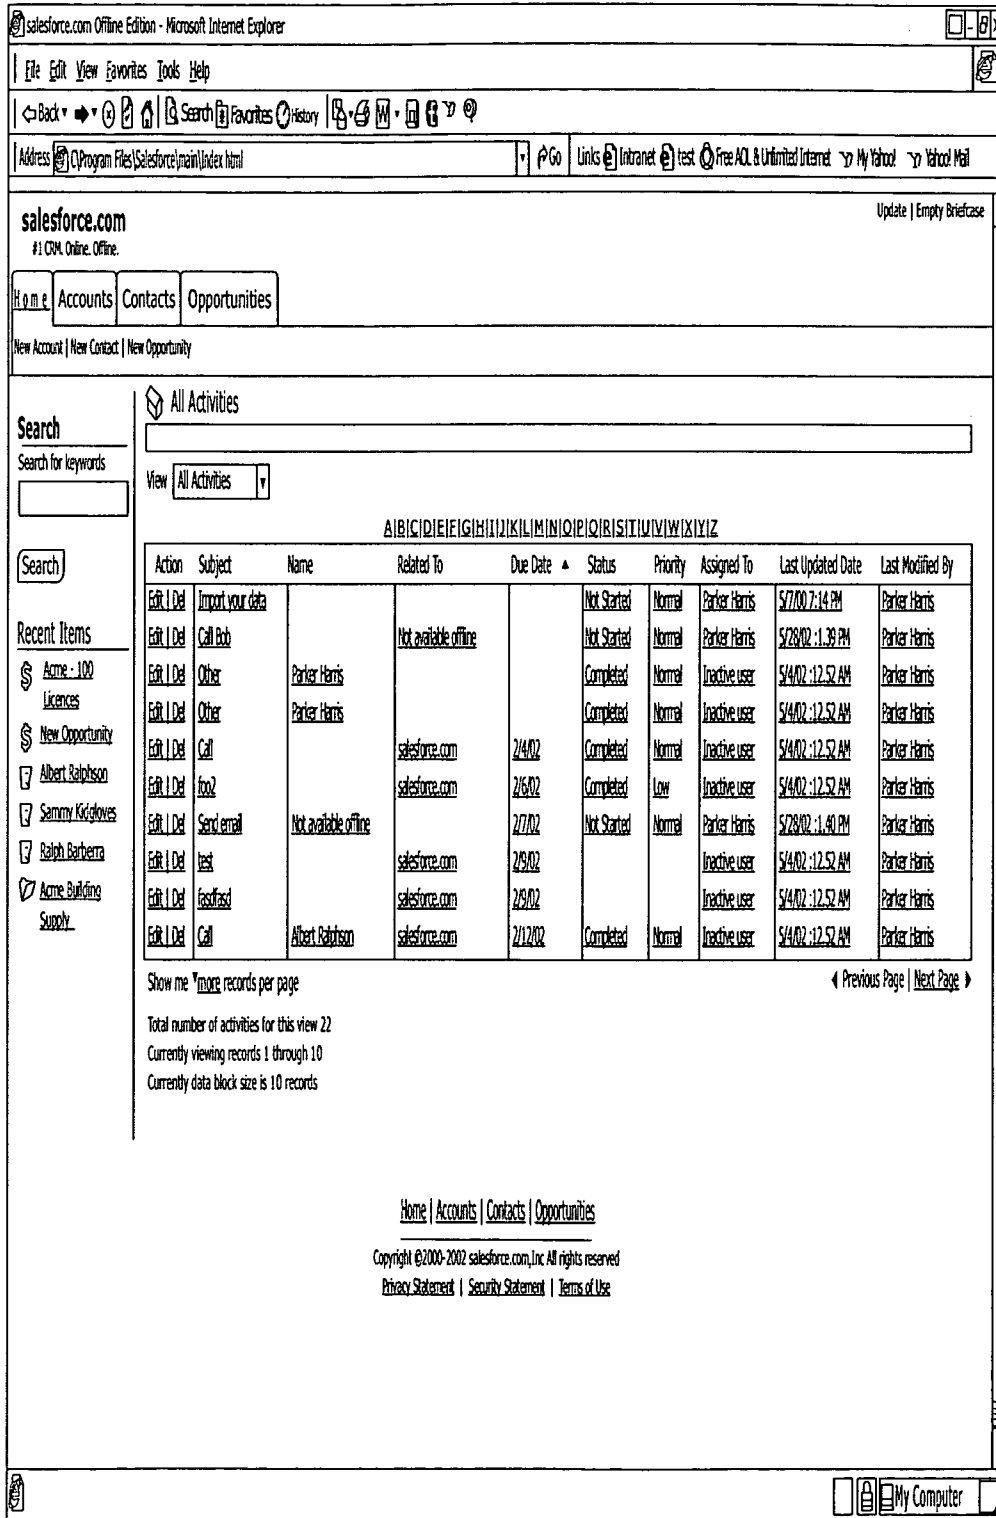 salesforce.com Offline Edition - Microsoft Internet Explorer
File Edit View Favorites Tools Help
Back Search Favorites History
Address C\Program Files\Salesforce\main\Index html Go Links Intranet test Free AOL & Unlimited Internet My Yahoo! Yahoo! Mail
Update | Empty Briefcase
salesforce.com
#1 CRM. Online. Offline.
Home Accounts Contacts Opportunities
New Account | New Contact | New Opportunity
All Activities
Search
Search for keywords
View All Activities
A|B|C|D|E|F|G|H|I|J|K|L|M|N|O|P|Q|R|S|T|U|V|W|X|Y|Z
Search
Action Subject Name Related To Due Date ▲ Status Priority Assigned To Last Updated Date Last Modified By
Edit | Del Import your data Not Started Normal Parker Harris 5/7/00 7:14 PM Parker Harris
Edit | Del Call Bob Not available offline Not Started Normal Parker Harris 5/28/02 :1.39 PM Parker Harris
Edit | Del Other Parker Harris Completed Normal Inactive user 5/4/02 :12.52 AM Parker Harris
Edit | Del Other Parker Harris Completed Normal Inactive user 5/4/02 :12.52 AM Parker Harris
Edit | Del Call salesforce.com 2/4/02 Completed Normal Inactive user 5/4/02 :12.52 AM Parker Harris
Edit | Del foo2 salesforce.com 2/6/02 Completed Low Inactive user 5/4/02 :12.52 AM Parker Harris
Edit | Del Send email Not available offline 2/7/02 Not Started Normal Parker Harris 5/28/02 :1.40 PM Parker Harris
Edit | Del test salesforce.com 2/9/02 Inactive user 5/4/02 :12.52 AM Parker Harris
Edit | Del fasdfasd salesforce.com 2/9/02 Inactive user 5/4/02 :12.52 AM Parker Harris
Edit | Del Call Albert Ralphson salesforce.com 2/12/02 Completed Normal Inactive user 5/4/02 :12.52 AM Parker Harris
Recent Items
Acme - 100
Licences
New Opportunity
Albert Ralphson
Sammy Kidgloves
Ralph Barberra
Acme Building
Supply
Show me more records per page
Previous Page | Next Page
Total number of activities for this view 22
Currently viewing records 1 through 10
Currently data block size is 10 records
Home | Accounts | Contacts | Opportunities
Copyright ©2000-2002 salesforce.com,Inc All rights reserved
Privacy Statement | Security Statement | Terms of Use
My Computer